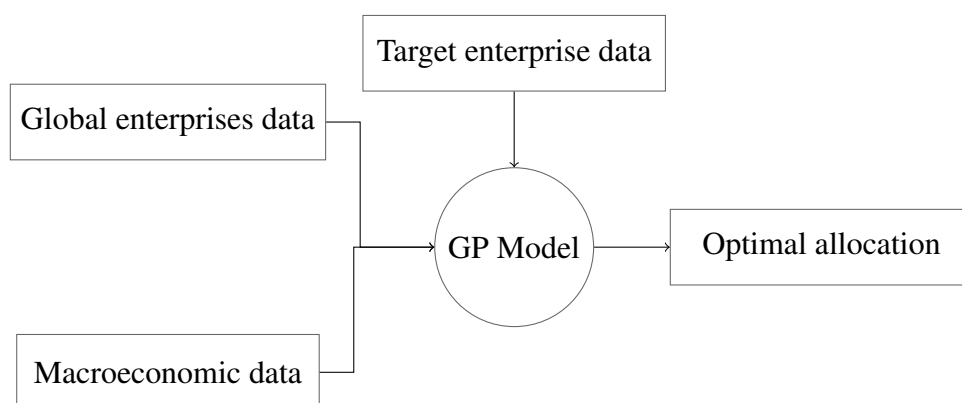 Target enterprise data
Global enterprises data
GP Model
Optimal allocation
Macroeconomic data